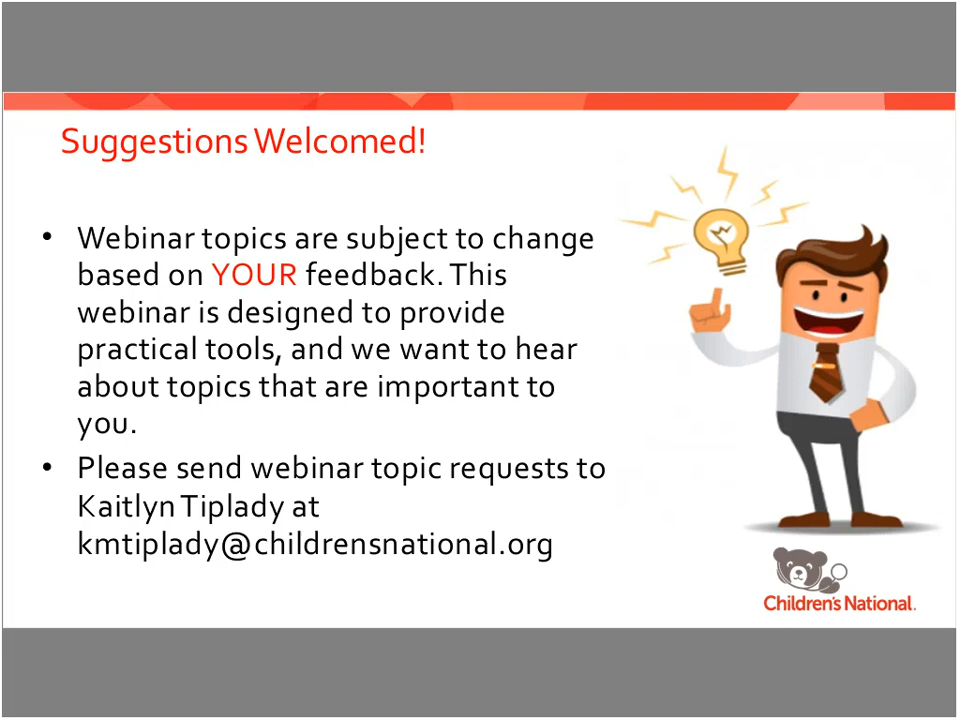 Suggestions Welcomed!
• Webinar topics are subject to change
based on YOUR feedback. This
webinar is designed to provide
practical tools, and we want to hear
about topics that are important to
you.
• Please send webinar topic requests to
Kaitlyn Tiplady at
kmtiplady@childrensnational.org
Children's National.